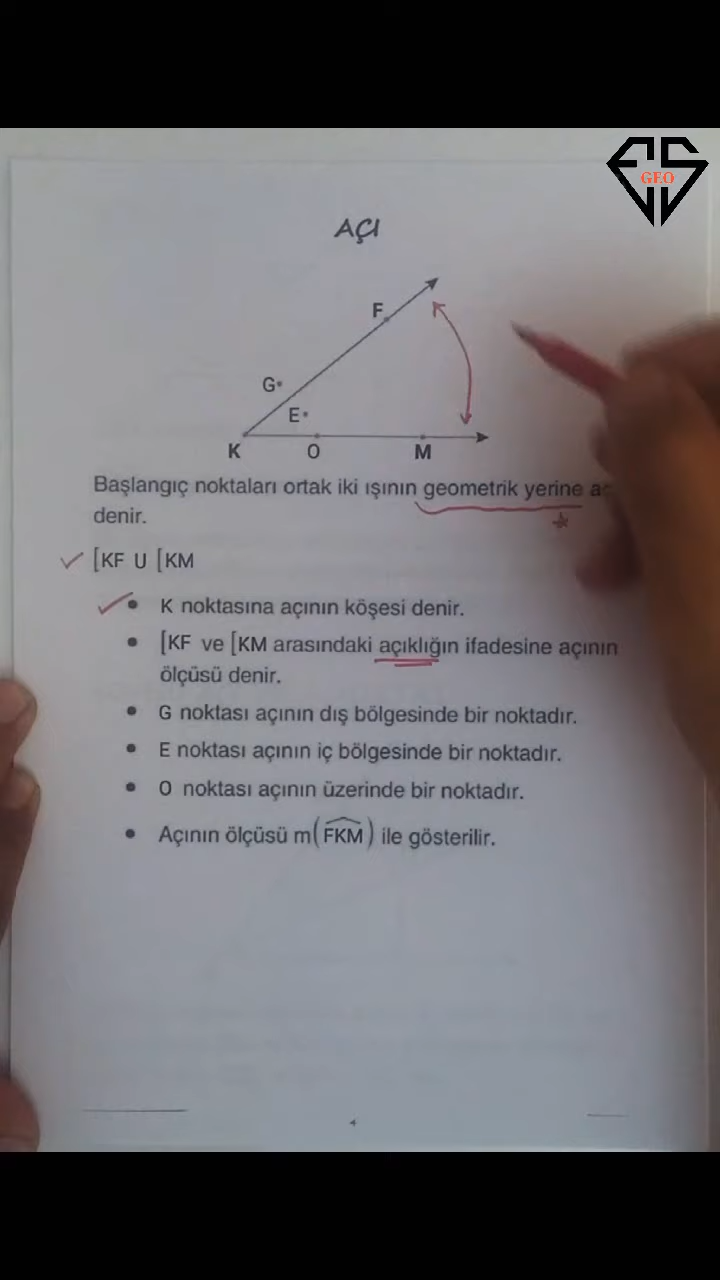 GEO
AÇI
F
G
E
K
O
M
Başlangıç noktaları ortak iki ışının geometrik yerine
denir.
[KF U [KM
• K noktasına açının köşesi denir.
• [KF ve [KM arasındaki açıklığın ifadesine açının
ölçüsü denir.
• G noktası açının dış bölgesinde bir noktadır.
• E noktası açının iç bölgesinde bir noktadır.
• O noktası açının üzerinde bir noktadır.
• Açının ölçüsü m(FKM) ile gösterilir.
4